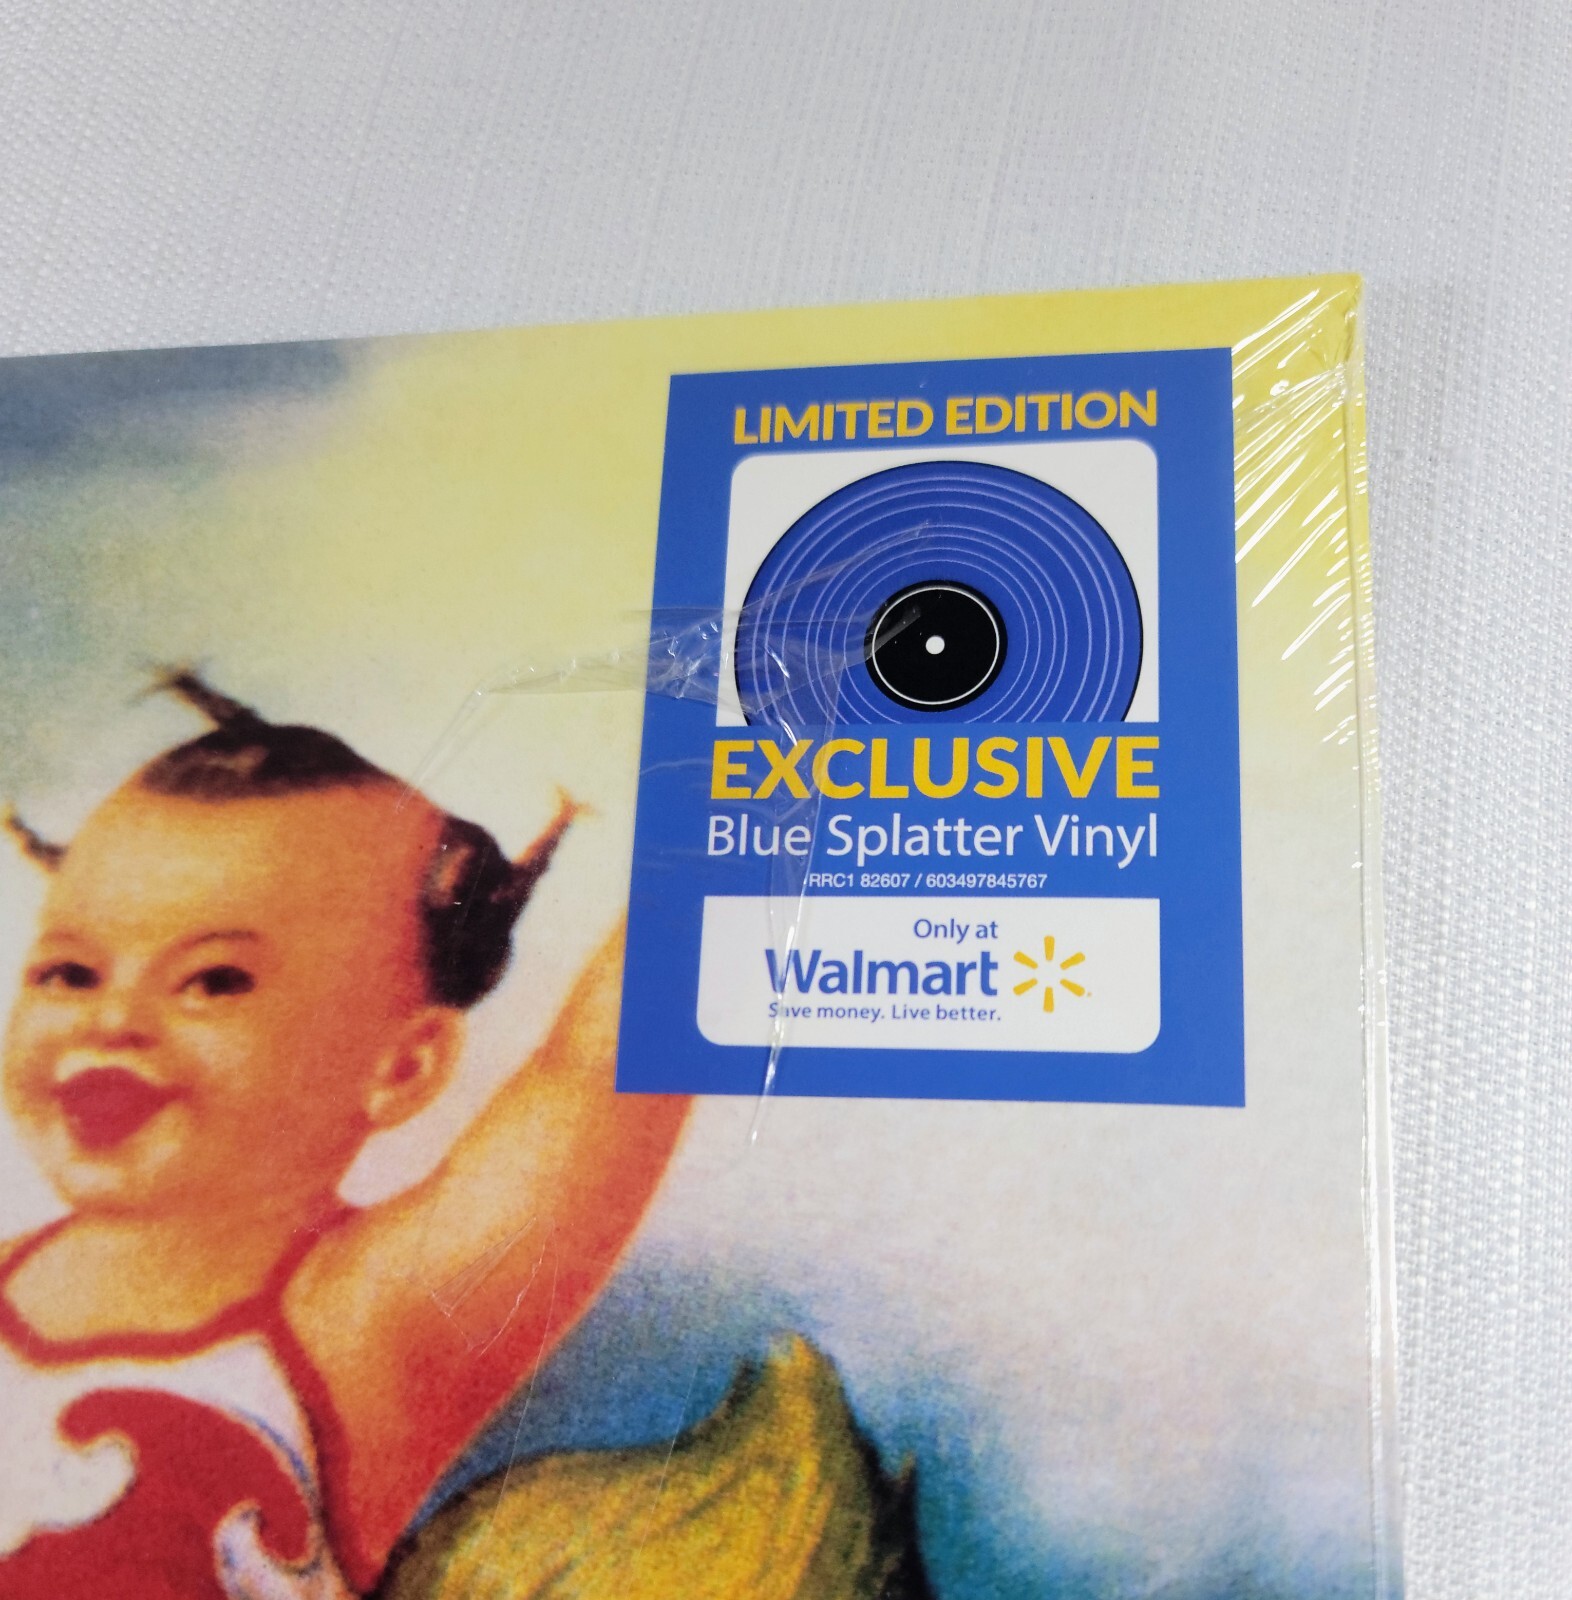 LIMITED EDITION
EXCLUSIVE
Blue Splatter Vinyl
RRC1 82607 / 603497845767
Only at
Walmart
Save money. Live better.